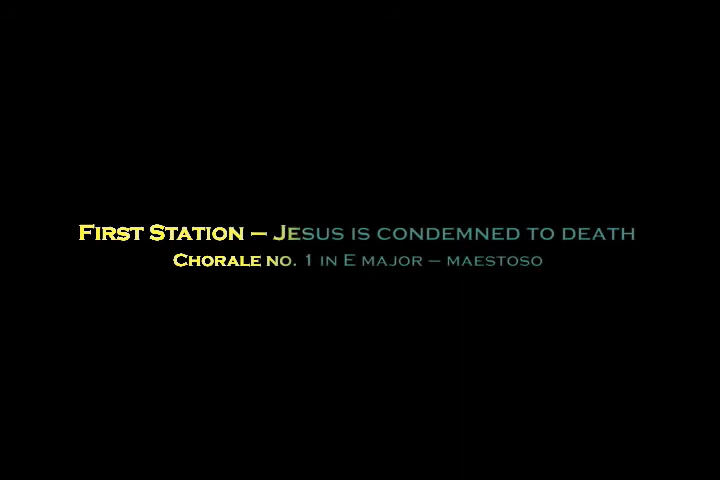 First Station – Jesus is condemned to death
Chorale no. 1 in E major – maestoso